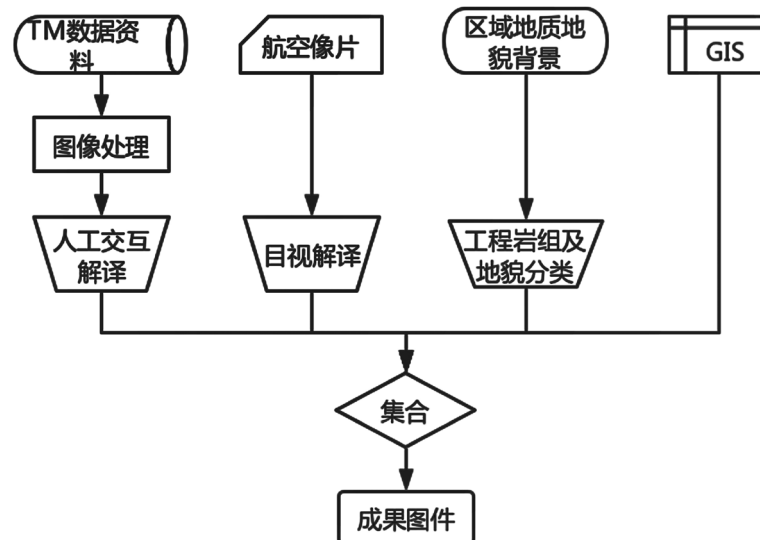 TM数据资
料
航空像片
区域地质地
貌背景
GIS
图像处理
人工交互
解译
目视解译
工程岩组及
地貌分类
集合
成果图件